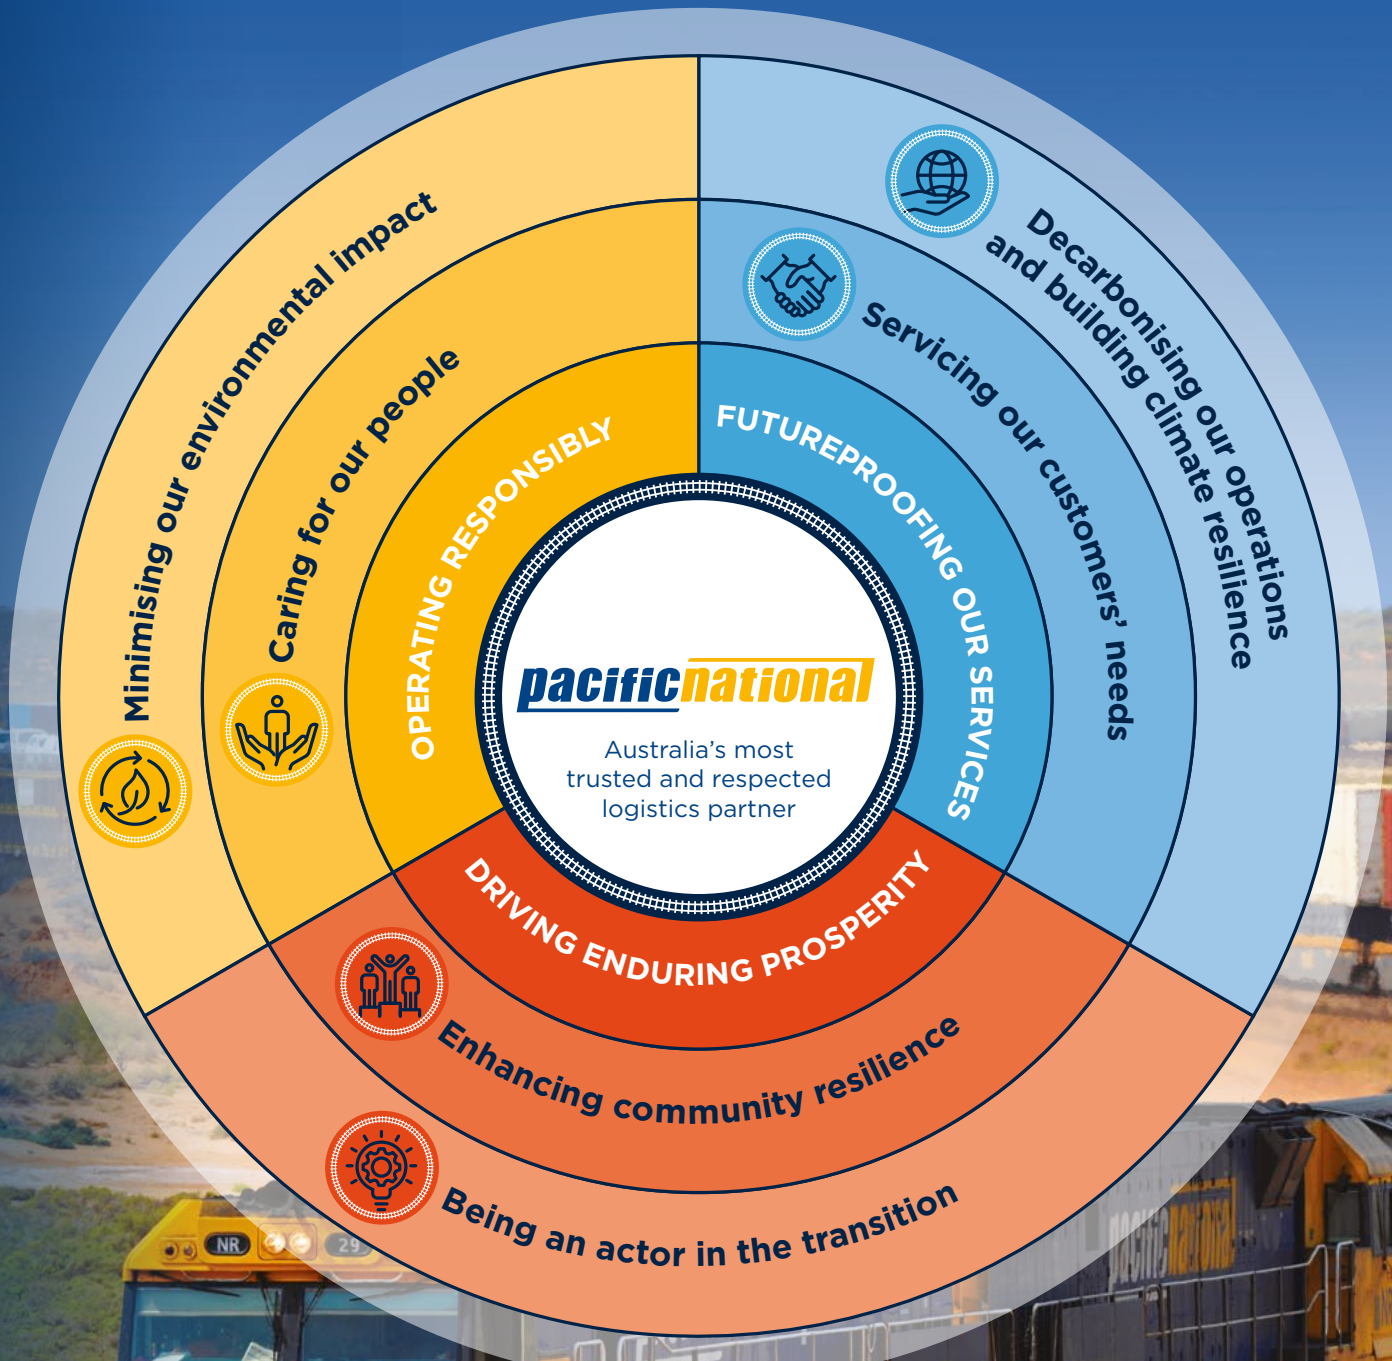 Minimising our environmental impact
Caring for our people
OPERATING RESPONSIBLY
Decarbonising our operations
and building climate resilience
Servicing our customers’ needs
FUTUREPROOFING OUR SERVICES
pacificnational
Australia’s most
trusted and respected
logistics partner
DRIVING ENDURING PROSPERITY
Enhancing community resilience
Being an actor in the transition
NR 29
pacificnational